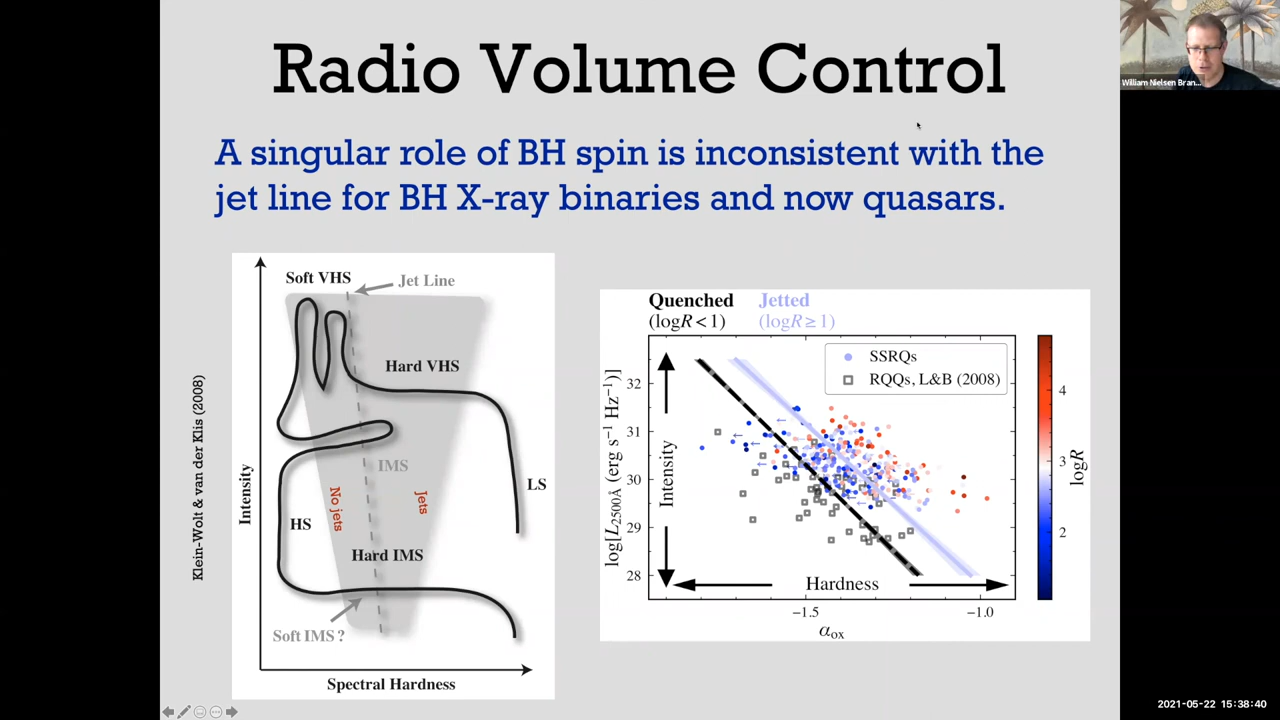 Radio Volume Control
A singular role of BH spin is inconsistent with the
jet line for BH X-ray binaries and now quasars.
William Nielsen Bran...
Klein-Wolt & van der Klis (2008)
Soft VHS
Jet Line
Hard VHS
IMS
LS
No jets
Jets
HS
Hard IMS
Soft IMS ?
Intensity
Spectral Hardness
Quenched
(logR < 1)
Jetted
(logR ≥ 1)
SSRQs
RQQs, L&B (2008)
log[L2500Å (erg s⁻¹ Hz⁻¹)]
32
31
30
29
28
Intensity
Hardness
−1.5
−1.0
αox
4
3
2
logR
2021-05-22 15:38:40